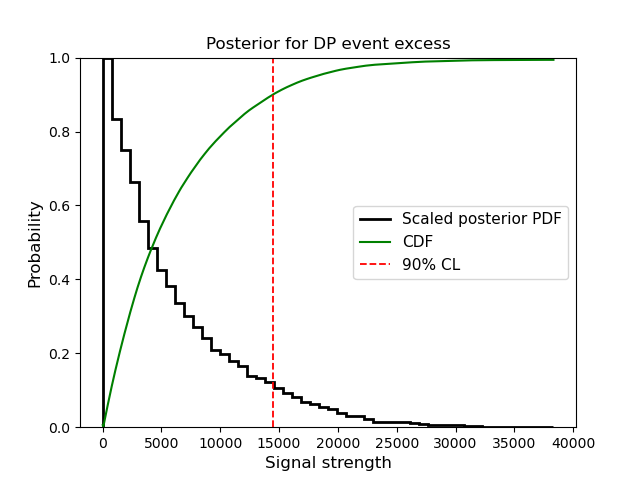 Posterior for DP event excess
1.0
0.8
0.6
0.4
0.2
0.0
Probability
Scaled posterior PDF
CDF
90% CL
0
5000
10000
15000
20000
25000
30000
35000
40000
Signal strength